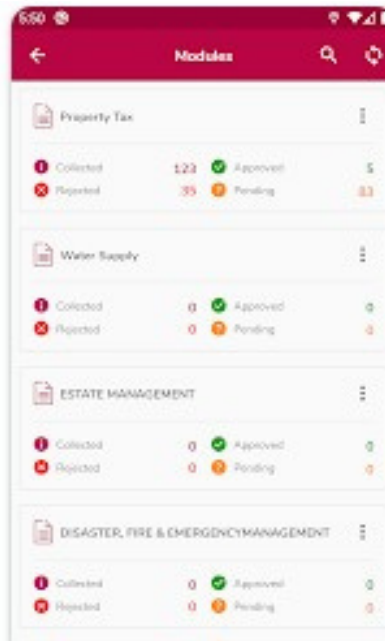 5:50
Modules
Property Tax
Collected 123 Approved 5
Rejected 35 Pending 83
Water Supply
Collected 0 Approved 0
Rejected 0 Pending 0
ESTATE MANAGEMENT
Collected 0 Approved 0
Rejected 0 Pending 0
DISASTER, FIRE & EMERGENCYMANAGEMENT
Collected 0 Approved 0
Rejected 0 Pending 0